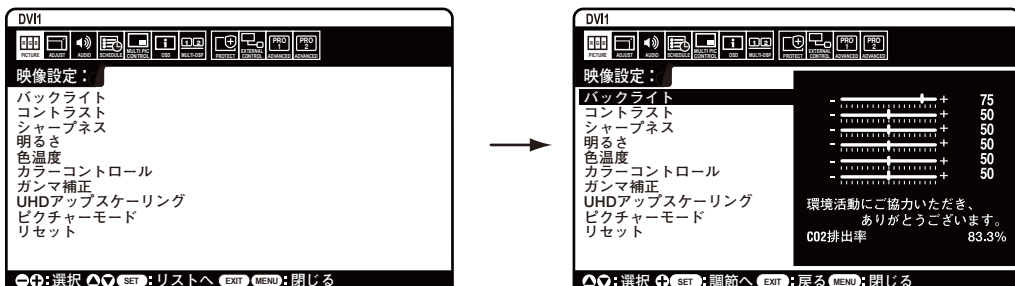 DVI1
RGB PICTURE ADJUST AUDIO SCHEDULE MULTI PIC CONTROL OSD MULTI-DSP PROTECT EXTERNAL CONTROL PRO 1 ADVANCED PRO 2 ADVANCED
映像設定：
バックライト
コントラスト
シャープネス
明るさ
色温度
カラーコントロール
ガンマ補正
UHDアップスケーリング
ピクチャーモード
リセット
:選択 SET:リストへ EXIT MENU:閉じる
DVI1
RGB PICTURE ADJUST AUDIO SCHEDULE MULTI PIC CONTROL OSD MULTI-DSP PROTECT EXTERNAL CONTROL PRO 1 ADVANCED PRO 2 ADVANCED
映像設定：
バックライト - + 75
コントラスト - + 50
シャープネス - + 50
明るさ - + 50
色温度 - + 50
カラーコントロール - + 50
ガンマ補正
UHDアップスケーリング
ピクチャーモード
リセット
環境活動にご協力いただき、
ありがとうございます。
CO2排出率 83.3%
:選択 SET:調節へ EXIT:戻る MENU:閉じる